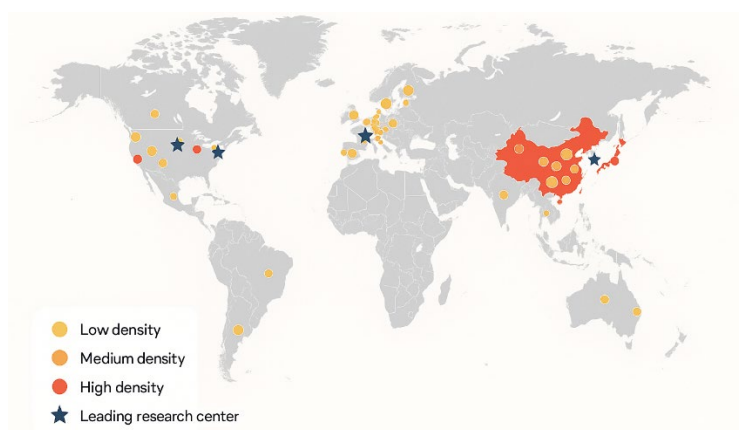 Low density
Medium density
High density
Leading research center